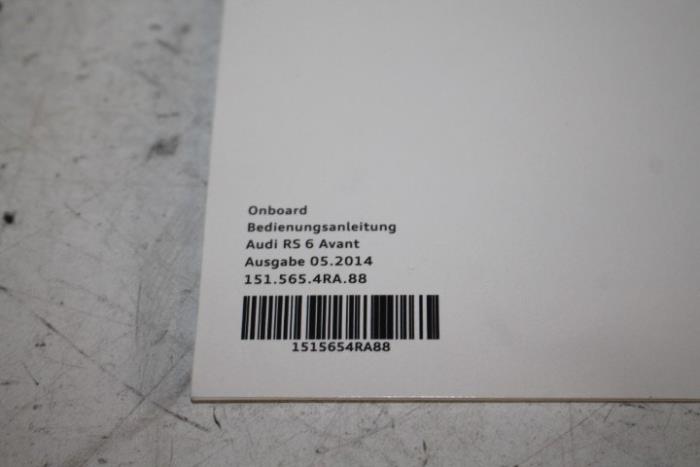 Onboard
Bedienungsanleitung
Audi RS 6 Avant
Ausgabe 05.2014
151.565.4RA.88
1515654RA88